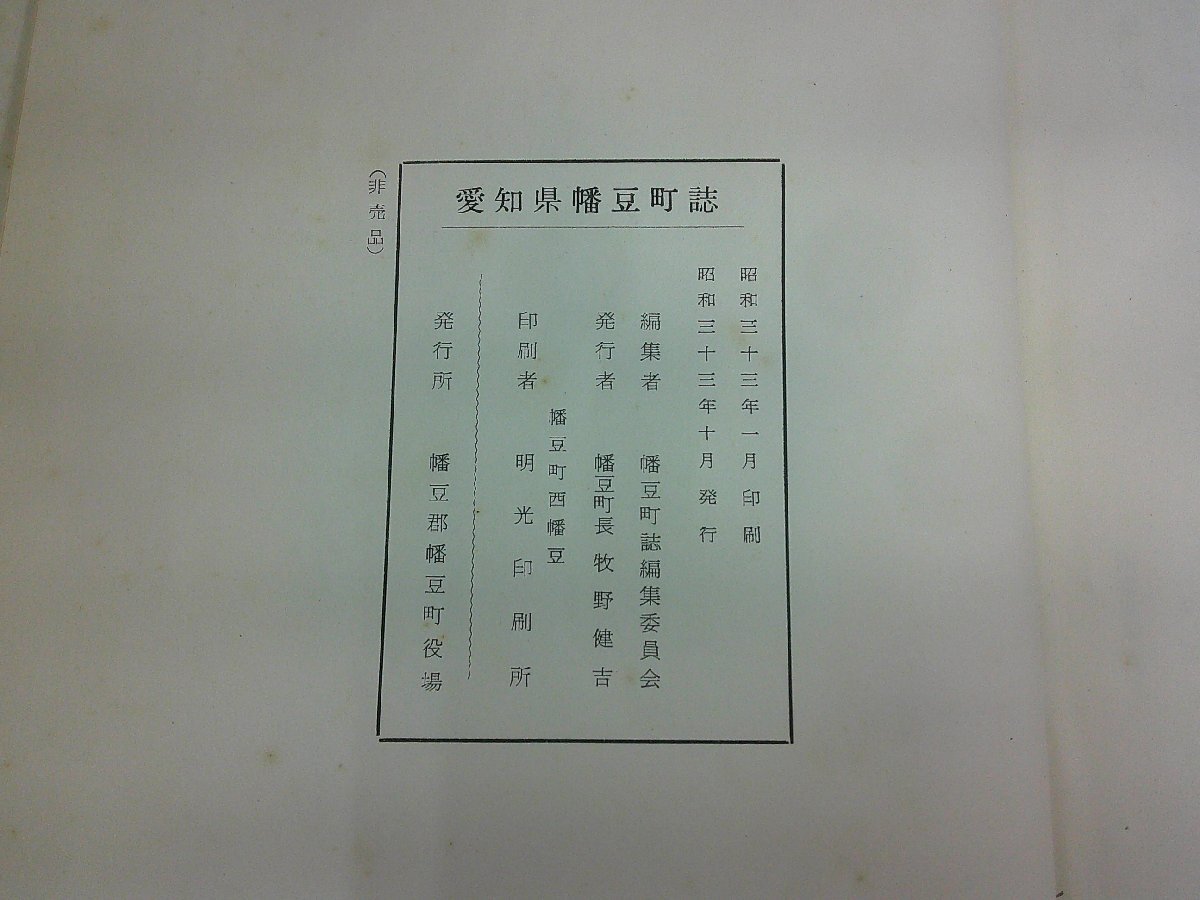 愛知県幡豆町誌
昭和三十三年一月印刷
昭和三十三年十月発行
編集者 幡豆町誌編集委員会
発行者 幡豆町長 牧野健吉
幡豆町西幡豆
印刷者 明光印刷所
発行所 幡豆郡幡豆町役場
(非売品)